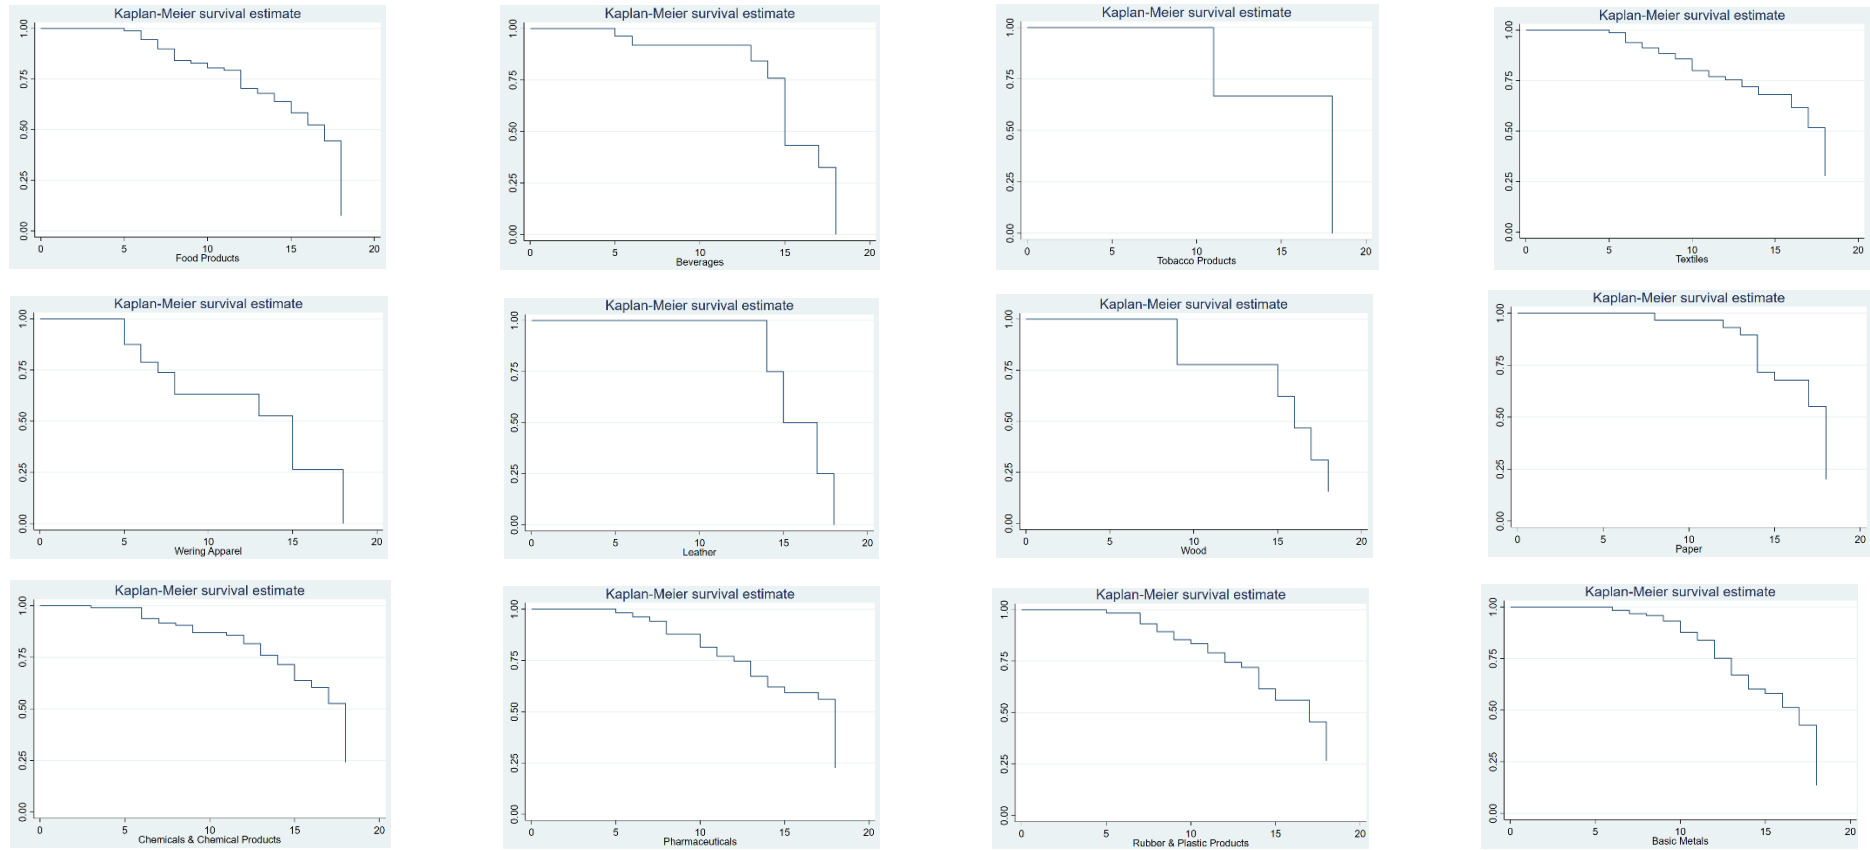 Kaplan-Meier survival estimate
1.00
0.75
0.50
0.25
0.00
0 5 10 15 20
Food Products
Kaplan-Meier survival estimate
1.00
0.75
0.50
0.25
0.00
0 5 10 15 20
Beverages
Kaplan-Meier survival estimate
1.00
0.75
0.50
0.25
0.00
0 5 10 15 20
Tobacco Products
Kaplan-Meier survival estimate
1.00
0.75
0.50
0.25
0.00
0 5 10 15 20
Textiles
Kaplan-Meier survival estimate
1.00
0.75
0.50
0.25
0.00
0 5 10 15 20
Wering Apparel
Kaplan-Meier survival estimate
1.00
0.75
0.50
0.25
0.00
0 5 10 15 20
Leather
Kaplan-Meier survival estimate
1.00
0.75
0.50
0.25
0.00
0 5 10 15 20
Wood
Kaplan-Meier survival estimate
1.00
0.75
0.50
0.25
0.00
0 5 10 15 20
Paper
Kaplan-Meier survival estimate
1.00
0.75
0.50
0.25
0.00
0 5 10 15 20
Chemicals & Chemical Products
Kaplan-Meier survival estimate
1.00
0.75
0.50
0.25
0.00
0 5 10 15 20
Pharmaceuticals
Kaplan-Meier survival estimate
1.00
0.75
0.50
0.25
0.00
0 5 10 15 20
Rubber & Plastic Products
Kaplan-Meier survival estimate
1.00
0.75
0.50
0.25
0.00
0 5 10 15 20
Basic Metals